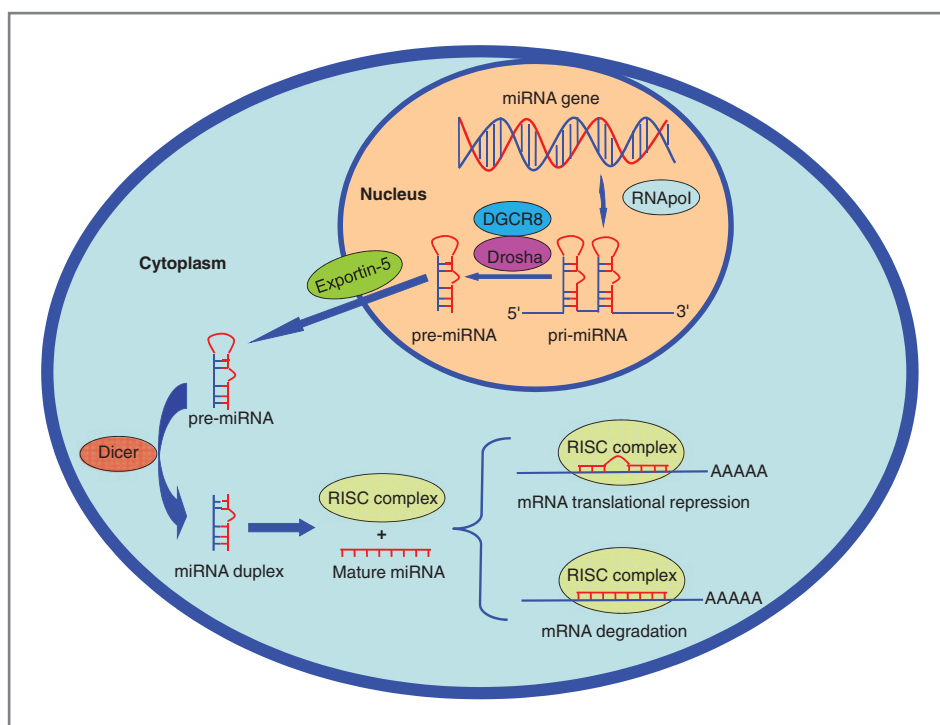 miRNA gene
Nucleus
RNApol
DGCR8
Drosha
Cytoplasm
Exportin-5
5'
3'
pre-miRNA
pri-miRNA
pre-miRNA
Dicer
RISC complex
AAAAA
mRNA translational repression
RISC complex
+
miRNA duplex
Mature miRNA
RISC complex
AAAAA
mRNA degradation